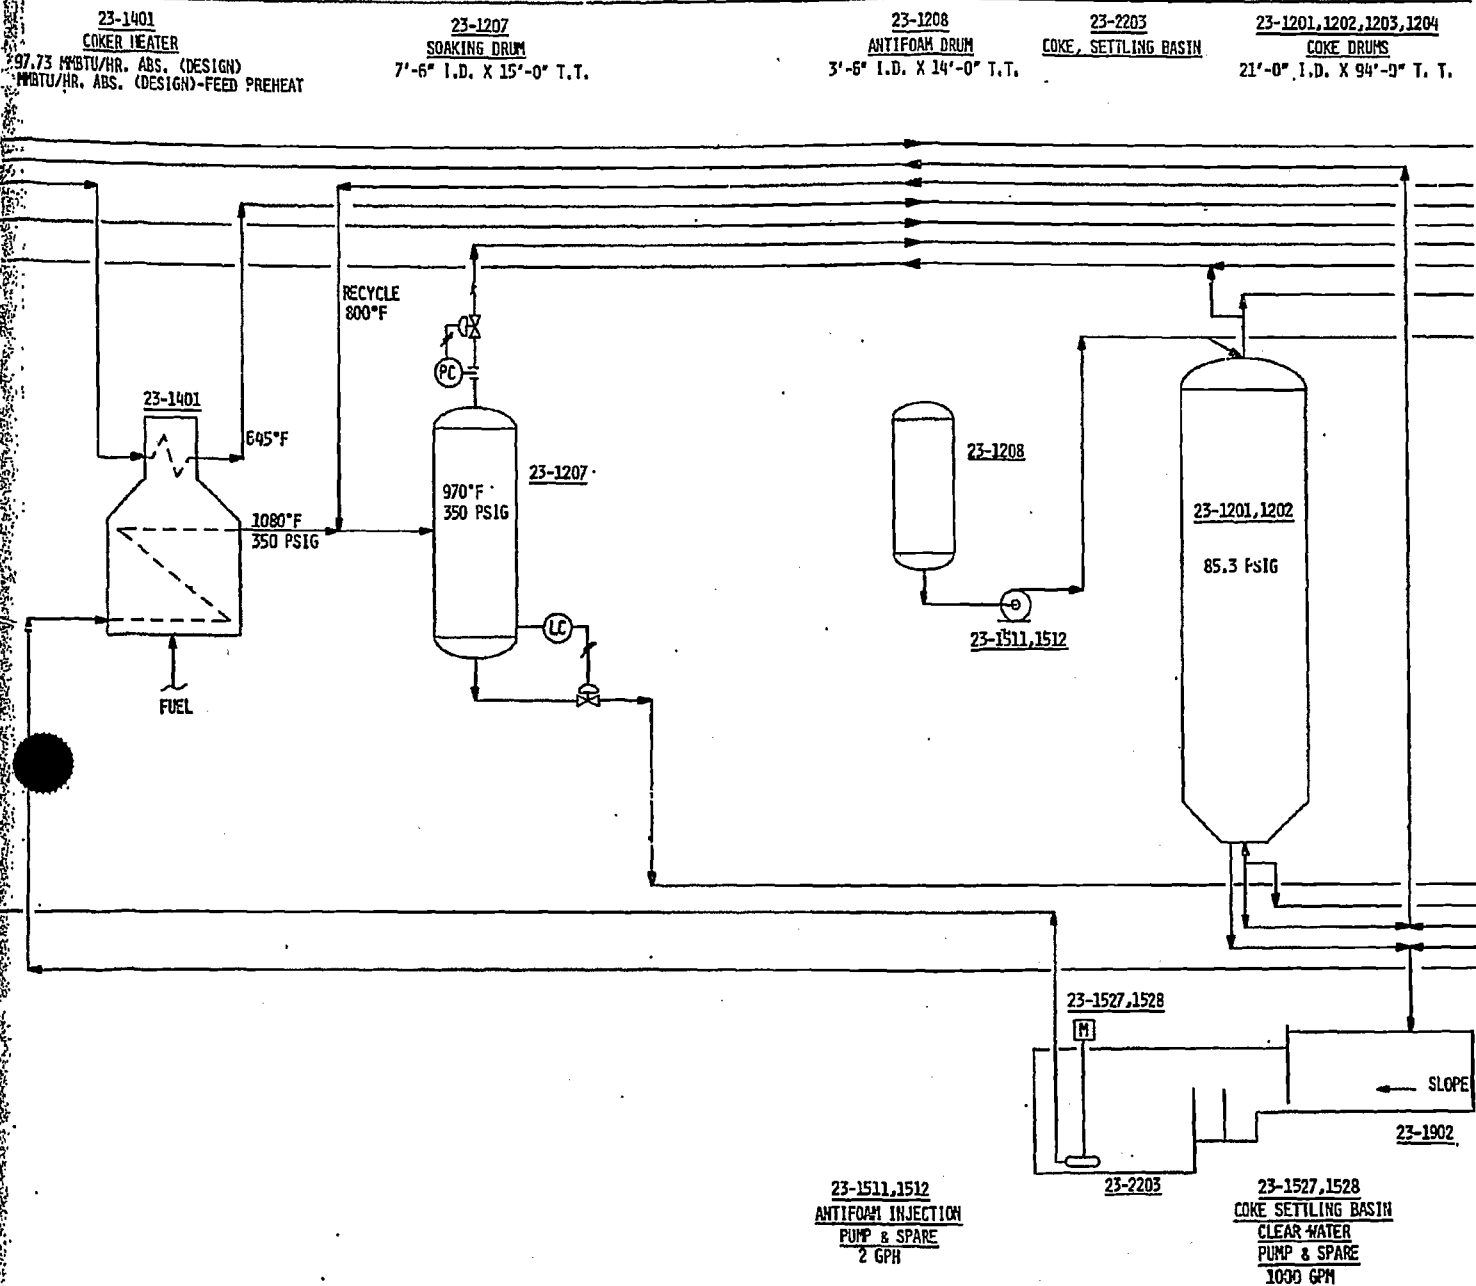 23-1401
COKER HEATER
97.73 MMBTU/HR. ABS. (DESIGN)
MMBTU/HR. ABS. (DESIGN)-FEED PREHEAT
23-1207
SOAKING DRUM
7'-6" I.D. X 15'-0" T.T.
23-1208
ANTIFOAM DRUM
3'-6" I.D. X 14'-0" T.T.
23-2203
COKE, SETTLING BASIN
23-1201,1202,1203,1204
COKE DRUMS
21'-0" I.D. X 94'-9" T. T.
RECYCLE
800°F
PC
23-1401
645°F
23-1207
970°F
350 PSIG
1080°F
350 PSIG
23-1208
23-1201,1202
85.3 PSIG
LC
23-1511,1512
FUEL
23-1527,1528
M
SLOPE
23-1902
23-2203
23-1511,1512
ANTIFOAM INJECTION
PUMP & SPARE
2 GPH
23-1527,1528
COKE SETTLING BASIN
CLEAR WATER
PUMP & SPARE
1000 GPM